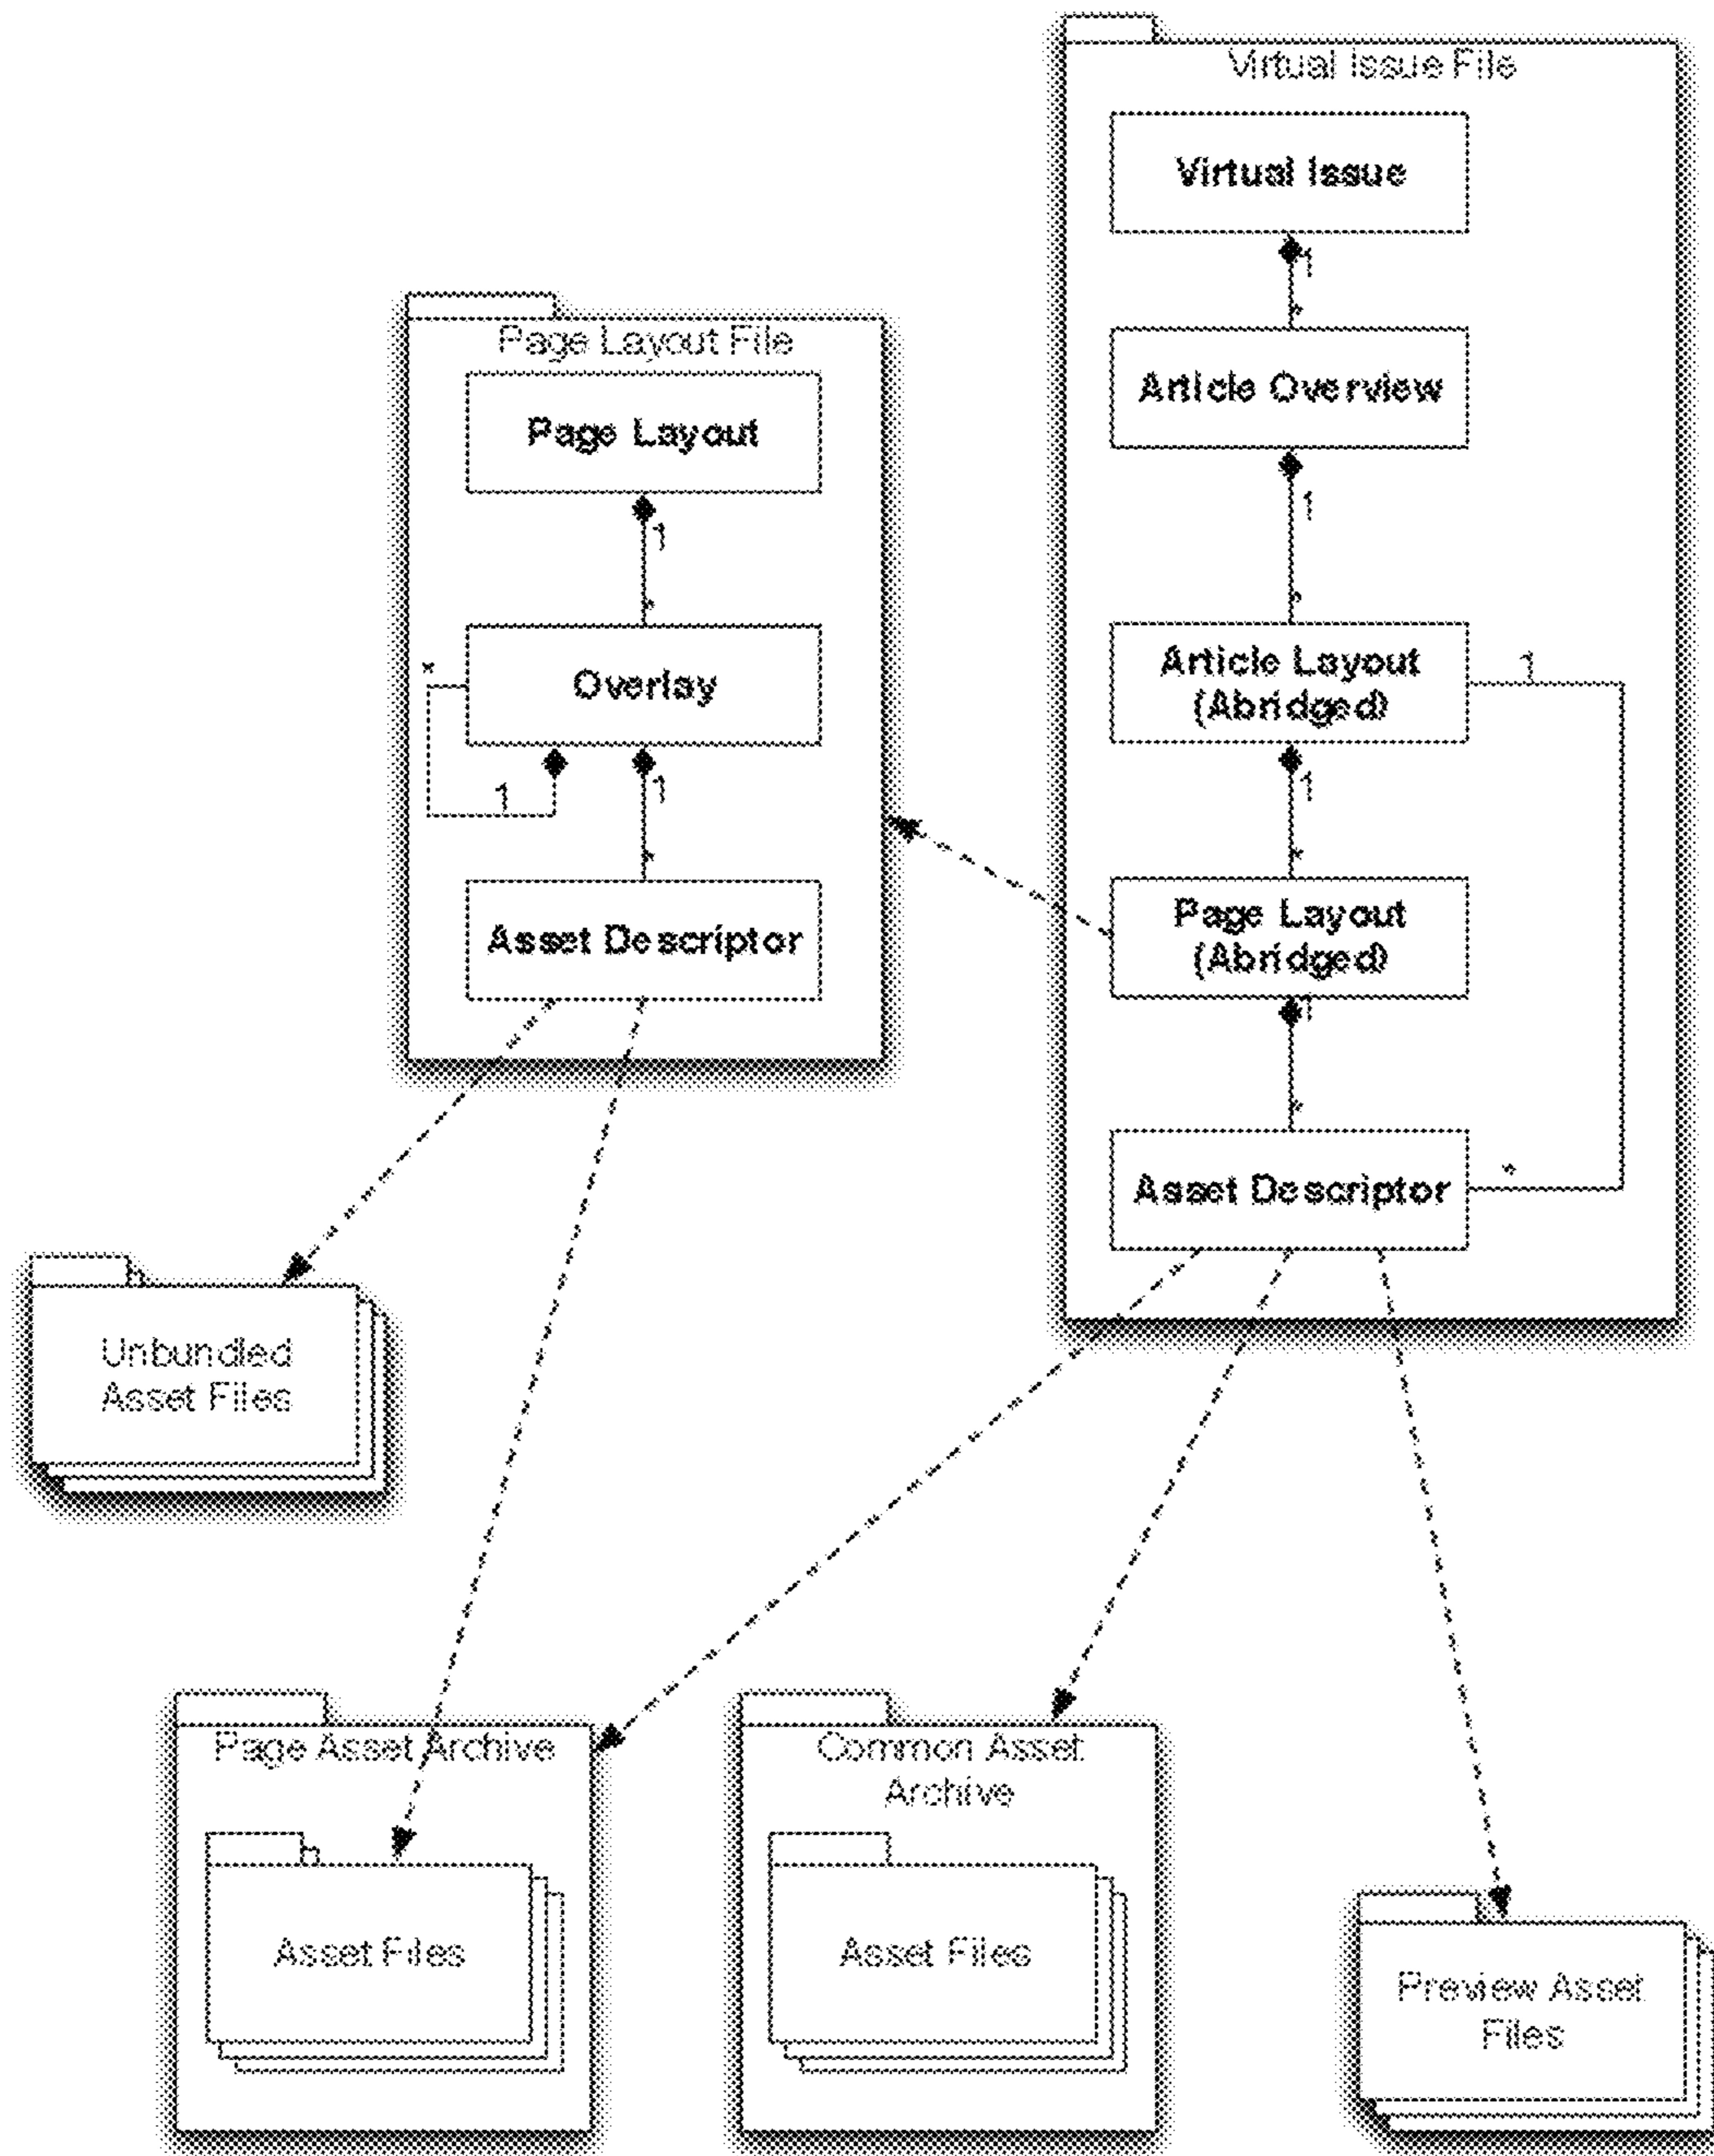 Virtual Issue File
Virtual Issue
1
*
Article Overview
1
*
Article Layout
(Abridged)
1
1
*
Page Layout
(Abridged)
1
*
Asset Descriptor
*
Page Layout File
Page Layout
1
*
Overlay
*
1
1
*
Asset Descriptor
Unbundled
Asset Files
Page Asset Archive
Asset Files
Common Asset
Archive
Asset Files
Preview Asset
Files